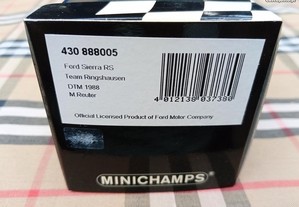 430 888005
Ford Sierra RS
Team Ringshausen
DTM 1988
M.Reuter
4 012138 037380
Official Licensed Product of Ford Motor Company
MINICHAMPS